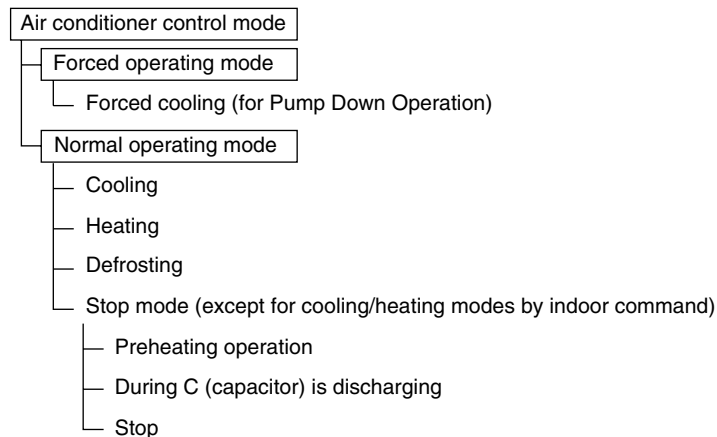 Air conditioner control mode
Forced operating mode
Forced cooling (for Pump Down Operation)
Normal operating mode
Cooling
Heating
Defrosting
Stop mode (except for cooling/heating modes by indoor command)
Preheating operation
During C (capacitor) is discharging
Stop